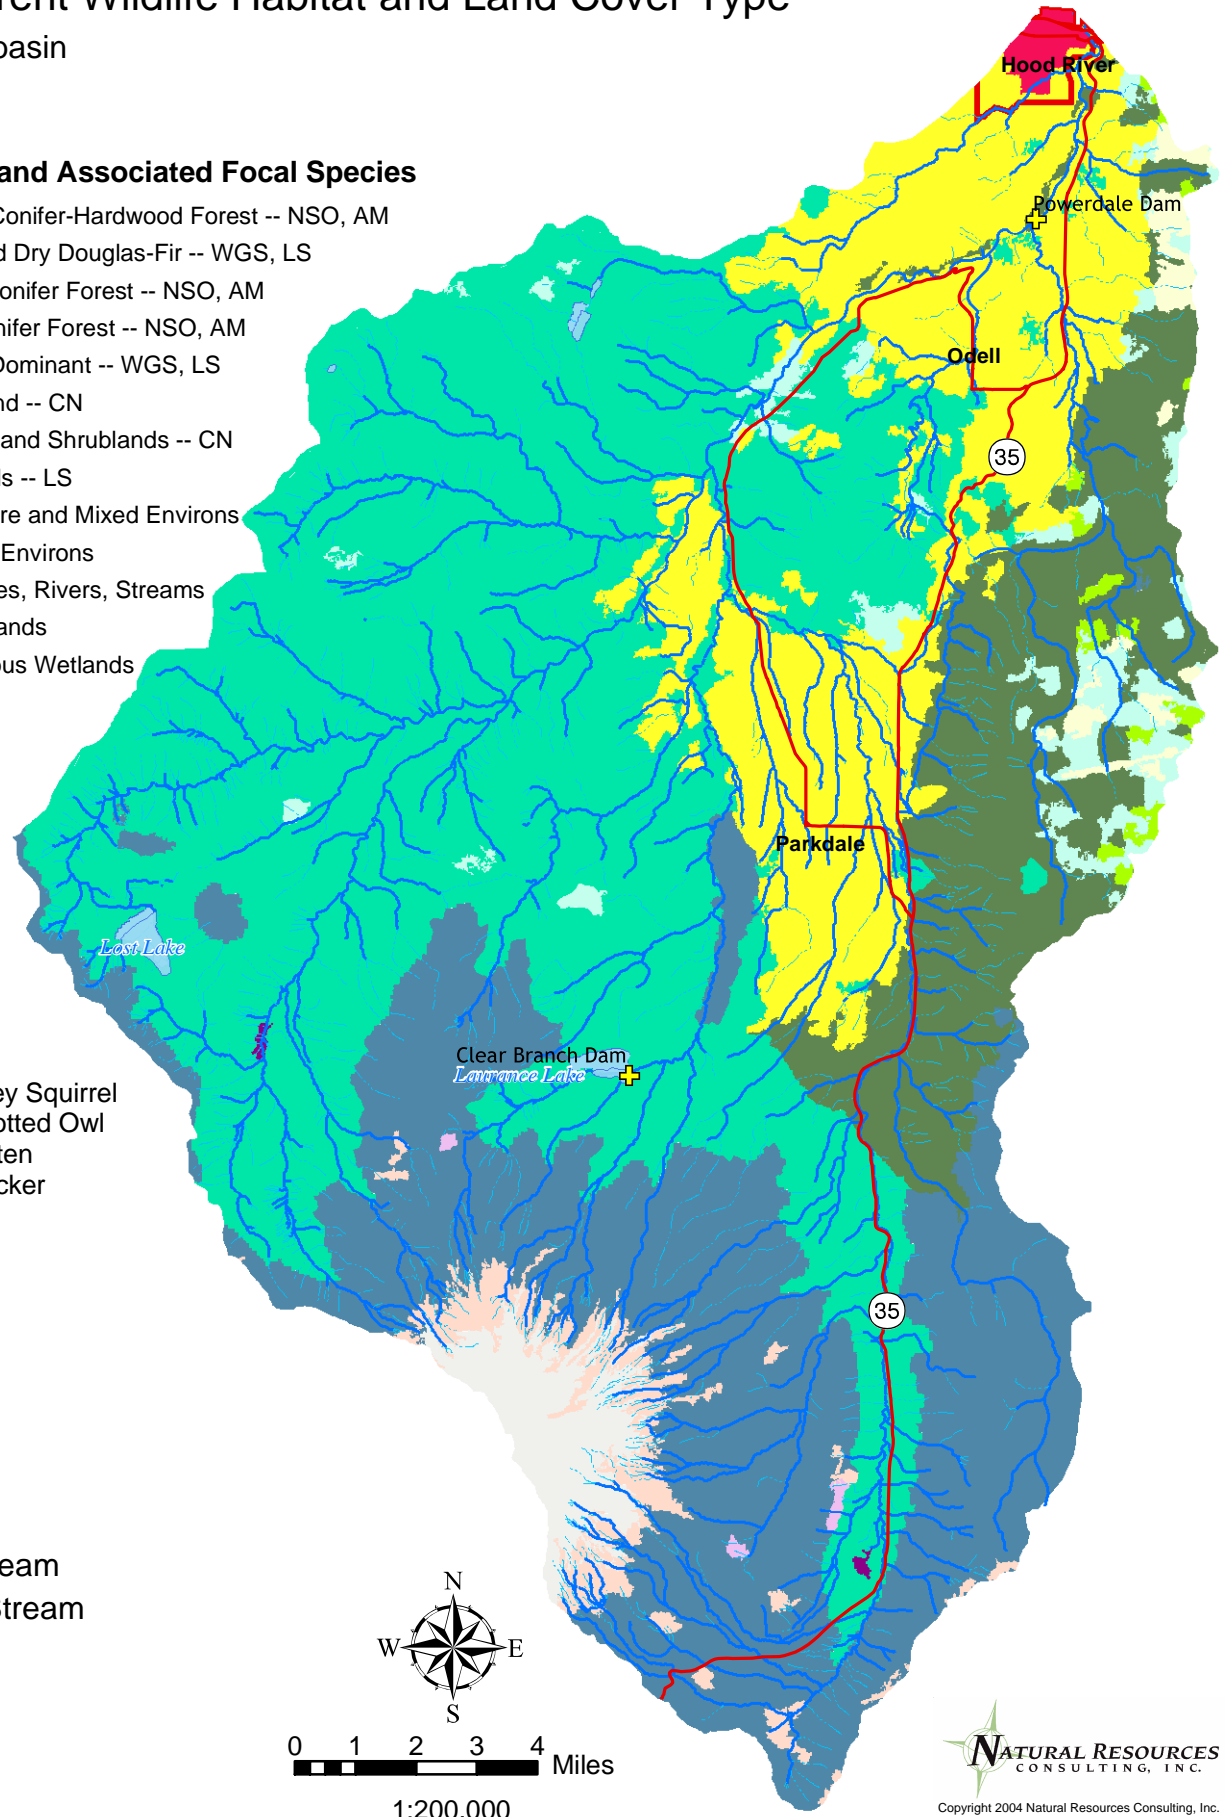 rent Wildlife Habitat and Land Cover Type
basin
and Associated Focal Species
Conifer-Hardwood Forest -- NSO, AM
d Dry Douglas-Fir -- WGS, LS
onifer Forest -- NSO, AM
nifer Forest -- NSO, AM
Dominant -- WGS, LS
nd -- CN
and Shrublands -- CN
ds -- LS
re and Mixed Environs
Environs
es, Rivers, Streams
ands
ous Wetlands
Hood River
Powerdale Dam
Odell
35
Parkdale
Lost Lake
Clear Branch Dam
Laurance Lake
ey Squirrel
otted Owl
ten
cker
35
ream
Stream
N
W E
S
0 1 2 3 4
Miles
1:200,000
NATURAL RESOURCES
CONSULTING, INC.
Copyright 2004 Natural Resources Consulting, Inc.